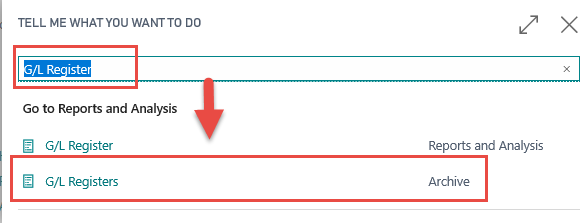 TELL ME WHAT YOU WANT TO DO
G/L Register
Go to Reports and Analysis
G/L Register Reports and Analysis
G/L Registers Archive